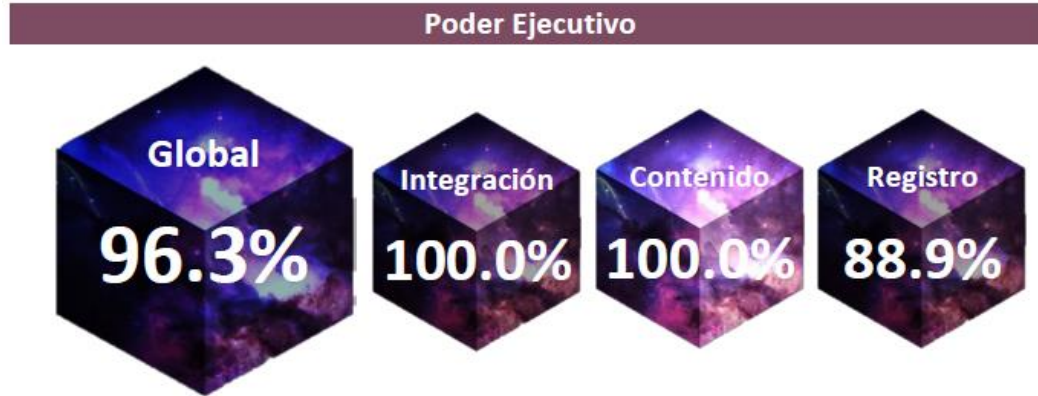 Poder Ejecutivo
Global
96.3%
Integración
100.0%
Contenido
100.0%
Registro
88.9%